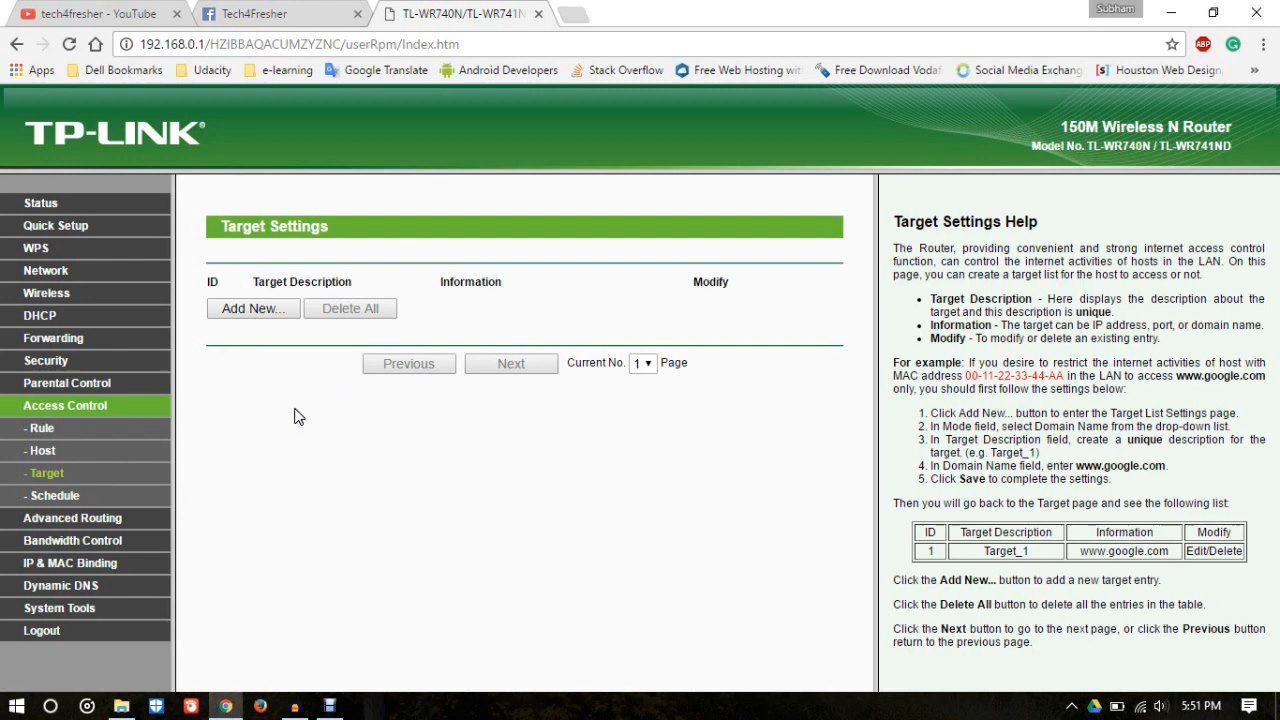 tech4fresher - YouTube
Tech4Fresher
TL-WR740N/TL-WR741N
Subham
192.168.0.1/HZIBBAQACUMZYZNC/userRpm/Index.htm
ABP
Apps
Dell Bookmarks
Udacity
e-learning
Google Translate
Android Developers
Stack Overflow
Free Web Hosting wit
Free Download Vodaf
Social Media Exchang
Houston Web Design,
TP-LINK®
150M Wireless N Router
Model No. TL-WR740N / TL-WR741ND
Status
Quick Setup
WPS
Network
Wireless
DHCP
Forwarding
Security
Parental Control
Access Control
- Rule
- Host
- Target
- Schedule
Advanced Routing
Bandwidth Control
IP & MAC Binding
Dynamic DNS
System Tools
Logout
Target Settings
ID Target Description Information Modify
Add New... Delete All
Previous Next Current No. 1 Page
Target Settings Help
The Router, providing convenient and strong internet access control
function, can control the internet activities of hosts in the LAN. On this
page, you can create a target list for the host to access or not.
• Target Description - Here displays the description about the
target and this description is unique.
• Information - The target can be IP address, port, or domain name.
• Modify - To modify or delete an existing entry.
For example: If you desire to restrict the internet activities of host with
MAC address 00-11-22-33-44-AA in the LAN to access www.google.com
only, you should first follow the settings below:
1. Click Add New... button to enter the Target List Settings page.
2. In Mode field, select Domain Name from the drop-down list.
3. In Target Description field, create a unique description for the
target. (e.g. Target_1)
4. In Domain Name field, enter www.google.com.
5. Click Save to complete the settings.
Then you will go back to the Target page and see the following list:
ID Target Description Information Modify
1 Target_1 www.google.com Edit/Delete
Click the Add New... button to add a new target entry.
Click the Delete All button to delete all the entries in the table.
Click the Next button to go to the next page, or click the Previous button
return to the previous page.
5:51 PM